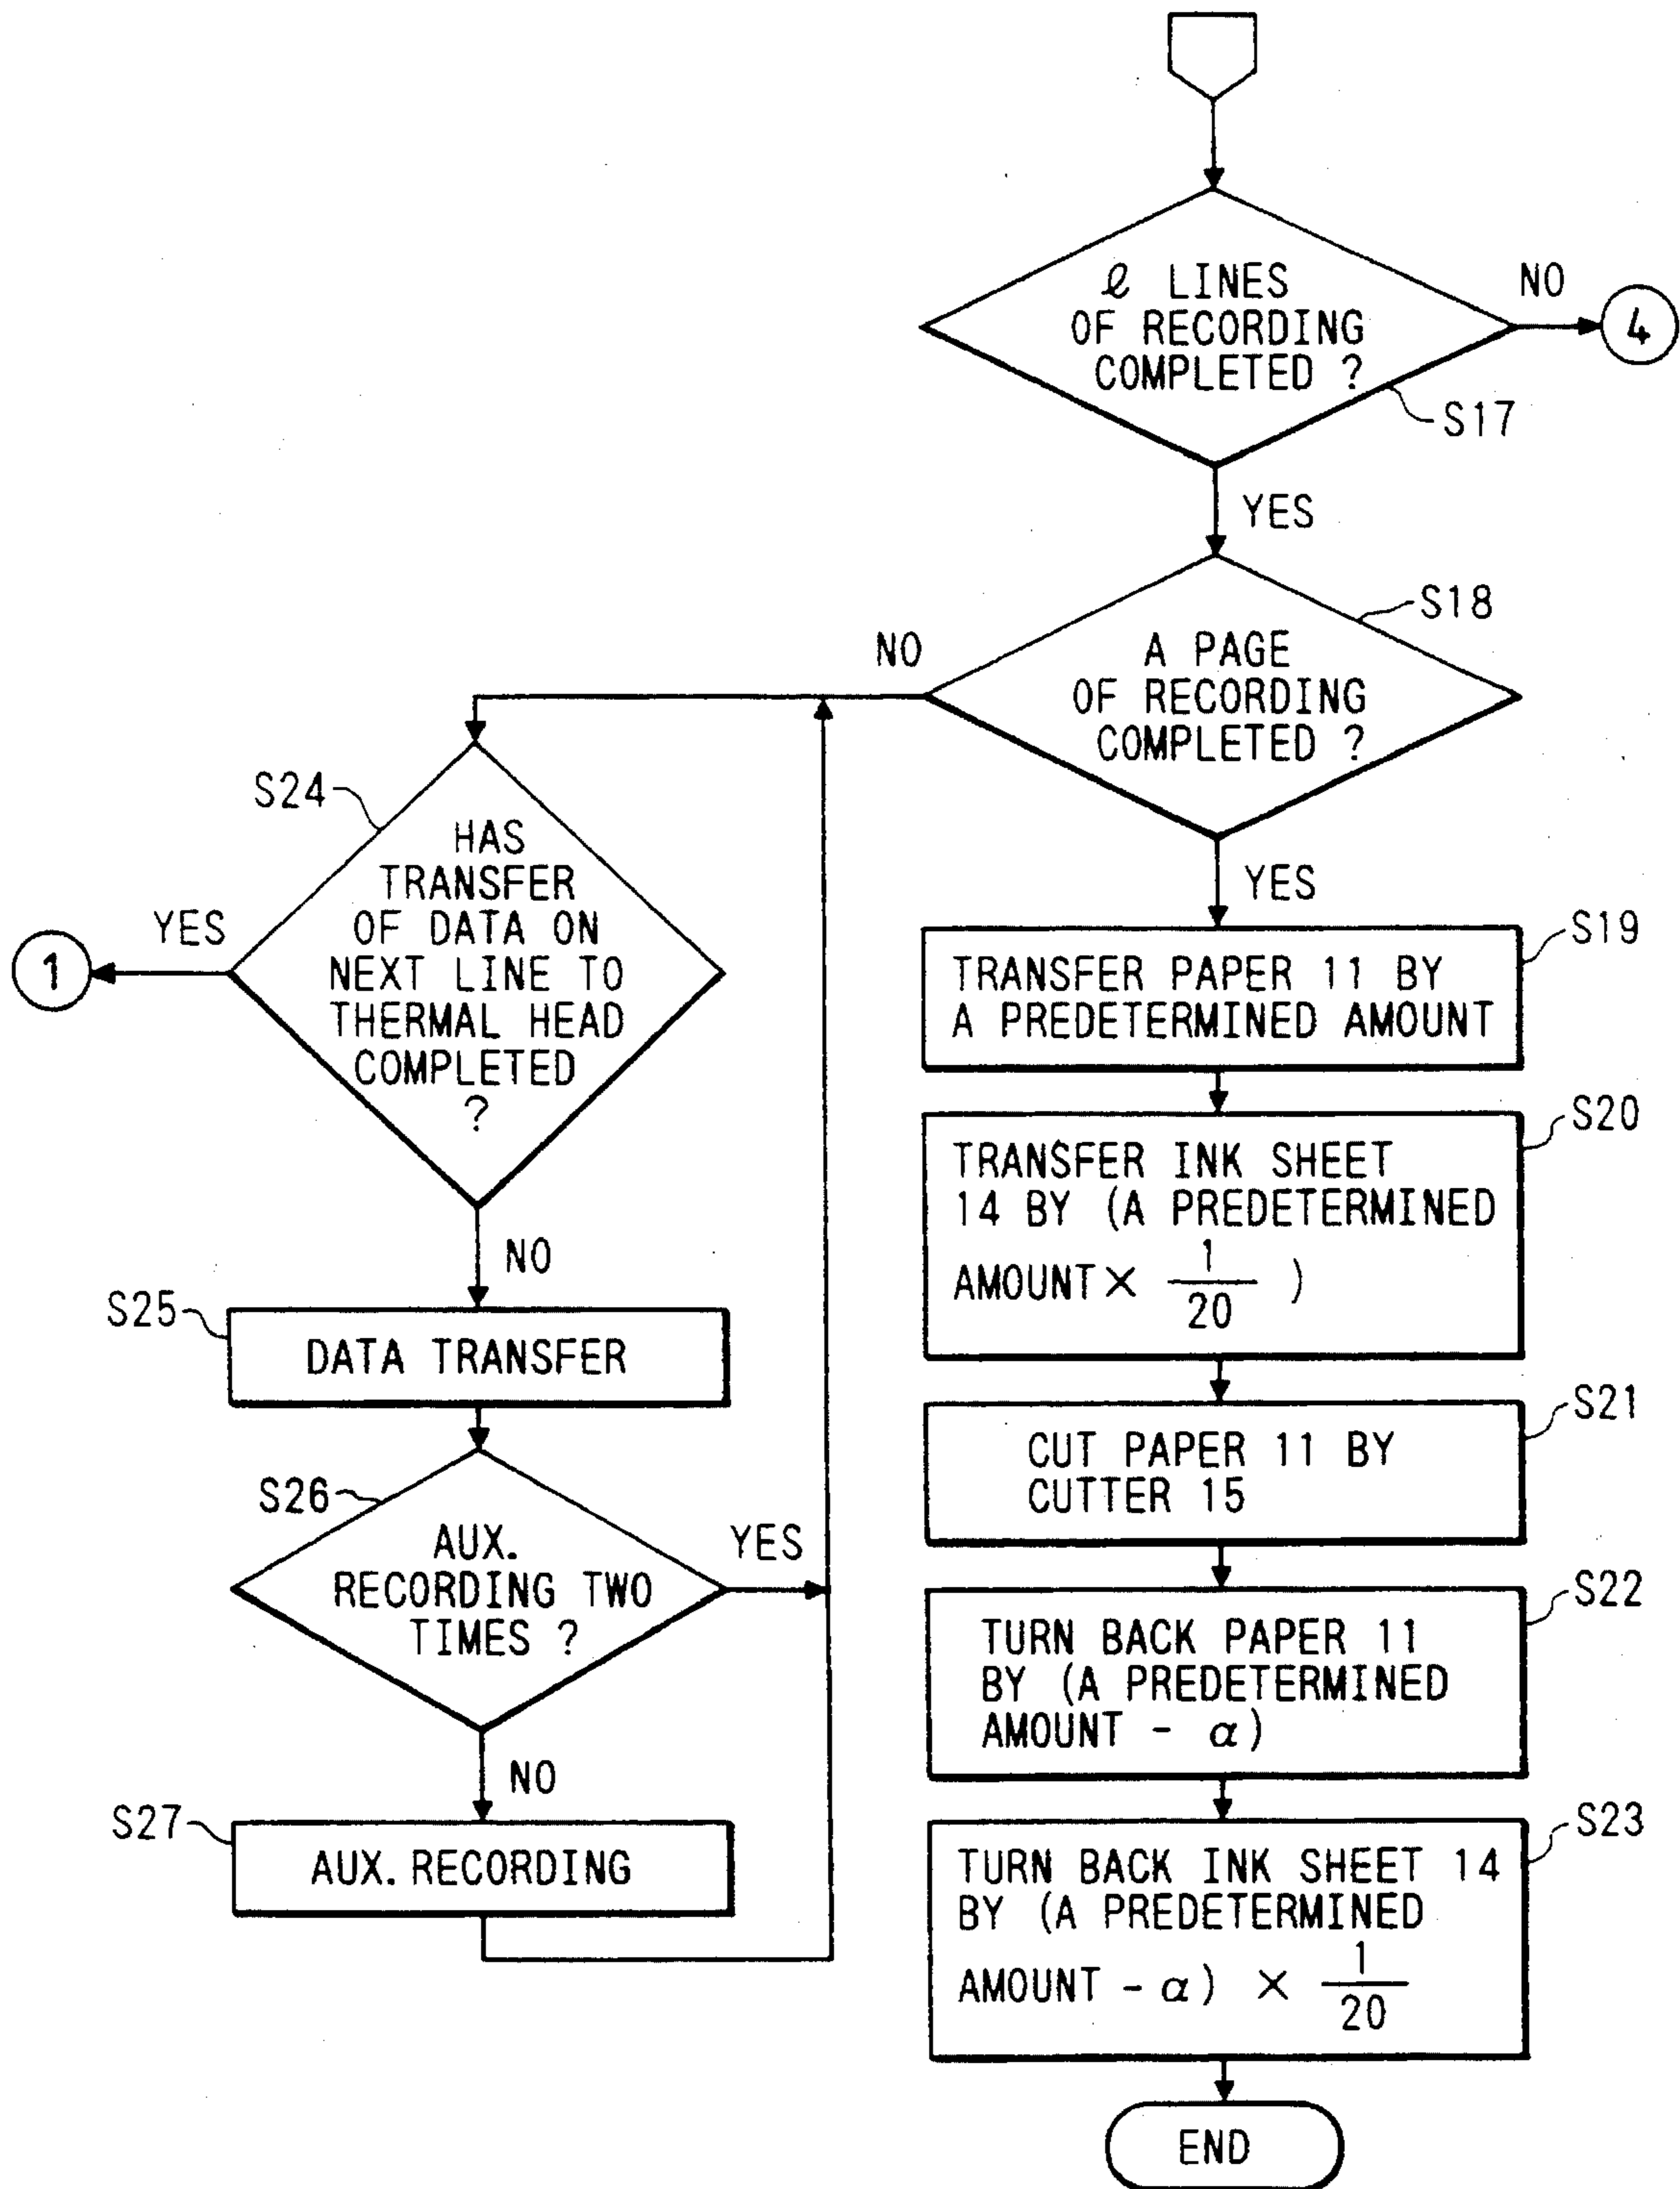 ℓ LINES
OF RECORDING
COMPLETED ?
NO
4
S17
YES
S18
A PAGE
OF RECORDING
COMPLETED ?
NO
YES
S24
HAS
TRANSFER
OF DATA ON
NEXT LINE TO
THERMAL HEAD
COMPLETED
?
YES
1
NO
S25
DATA TRANSFER
S26
AUX.
RECORDING TWO
TIMES ?
YES
NO
S27
AUX. RECORDING
S19
TRANSFER PAPER 11 BY
A PREDETERMINED AMOUNT
S20
TRANSFER INK SHEET
14 BY (A PREDETERMINED
AMOUNT × 1/20 )
S21
CUT PAPER 11 BY
CUTTER 15
S22
TURN BACK PAPER 11
BY (A PREDETERMINED
AMOUNT - α)
S23
TURN BACK INK SHEET 14
BY (A PREDETERMINED
AMOUNT - α) × 1/20
END